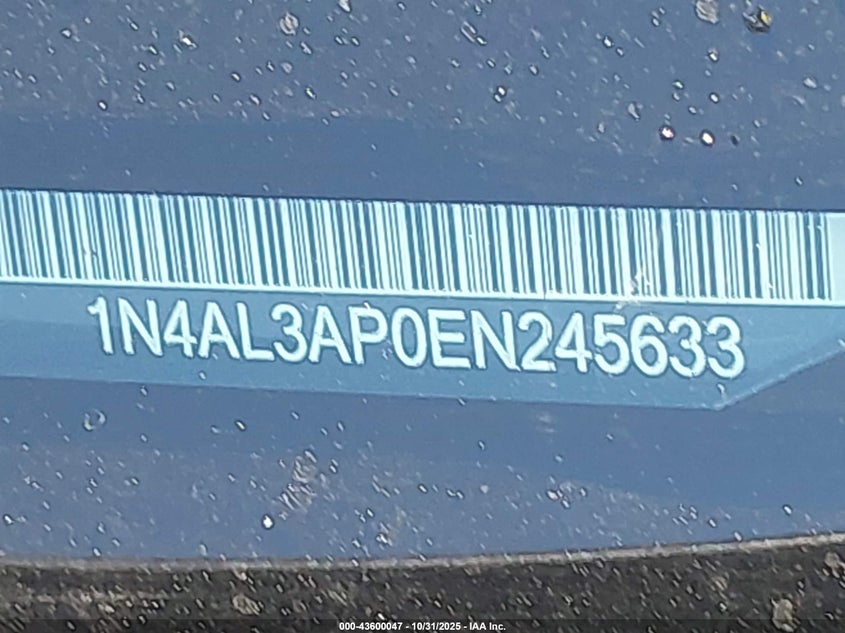 1N4AL3AP0EN245633
000-43600047 - 10/31/2025 - IAA Inc.